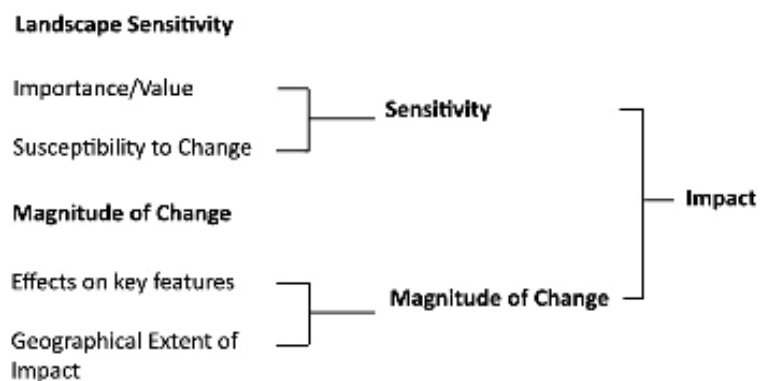 Landscape Sensitivity
Importance/Value
Sensitivity
Susceptibility to Change
Impact
Magnitude of Change
Effects on key features
Magnitude of Change
Geographical Extent of
Impact